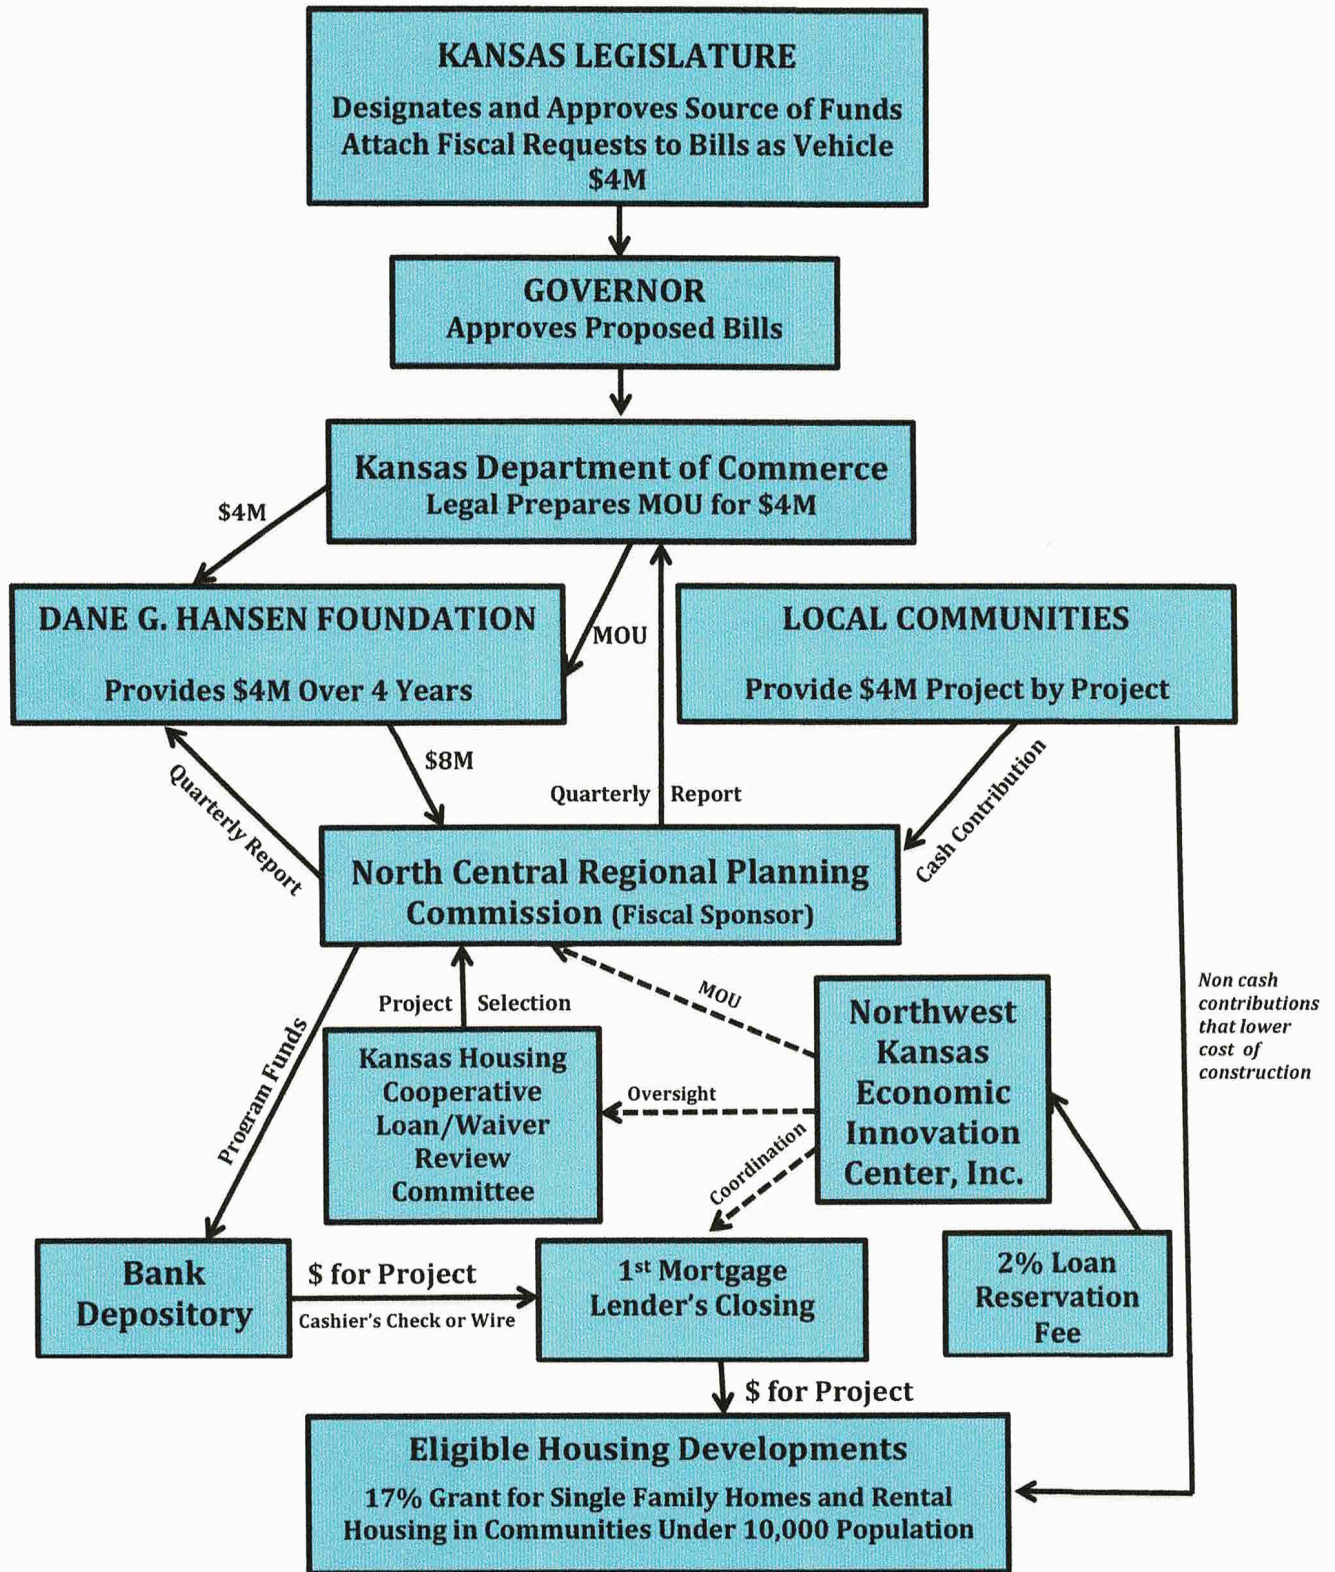 KANSAS LEGISLATURE
Designates and Approves Source of Funds
Attach Fiscal Requests to Bills as Vehicle
$4M
GOVERNOR
Approves Proposed Bills
Kansas Department of Commerce
Legal Prepares MOU for $4M
$4M
MOU
DANE G. HANSEN FOUNDATION
Provides $4M Over 4 Years
LOCAL COMMUNITIES
Provide $4M Project by Project
Quarterly Report
$8M
Quarterly Report
Cash Contribution
North Central Regional Planning
Commission (Fiscal Sponsor)
Program Funds
Project Selection
MOU
Kansas Housing
Cooperative
Loan/Waiver
Review
Committee
Oversight
Coordination
Northwest
Kansas
Economic
Innovation
Center, Inc.
Non cash
contributions
that lower
cost of
construction
Bank
Depository
$ for Project
Cashier's Check or Wire
1st Mortgage
Lender's Closing
2% Loan
Reservation
Fee
$ for Project
Eligible Housing Developments
17% Grant for Single Family Homes and Rental
Housing in Communities Under 10,000 Population